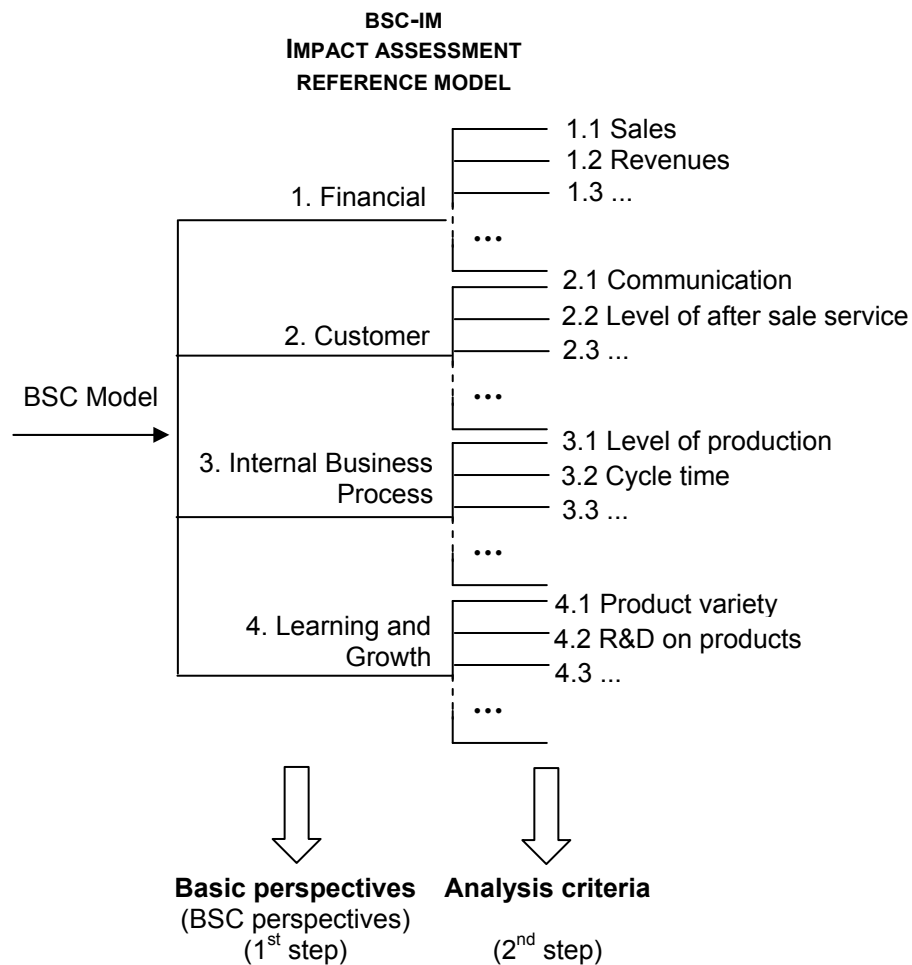 BSC-IM
IMPACT ASSESSMENT
REFERENCE MODEL
BSC Model
1. Financial
1.1 Sales
1.2 Revenues
1.3 ...
...
2. Customer
2.1 Communication
2.2 Level of after sale service
2.3 ...
...
3. Internal Business
Process
3.1 Level of production
3.2 Cycle time
3.3 ...
...
4. Learning and
Growth
4.1 Product variety
4.2 R&D on products
4.3 ...
...
Basic perspectives
(BSC perspectives)
(1st step)
Analysis criteria
(2nd step)